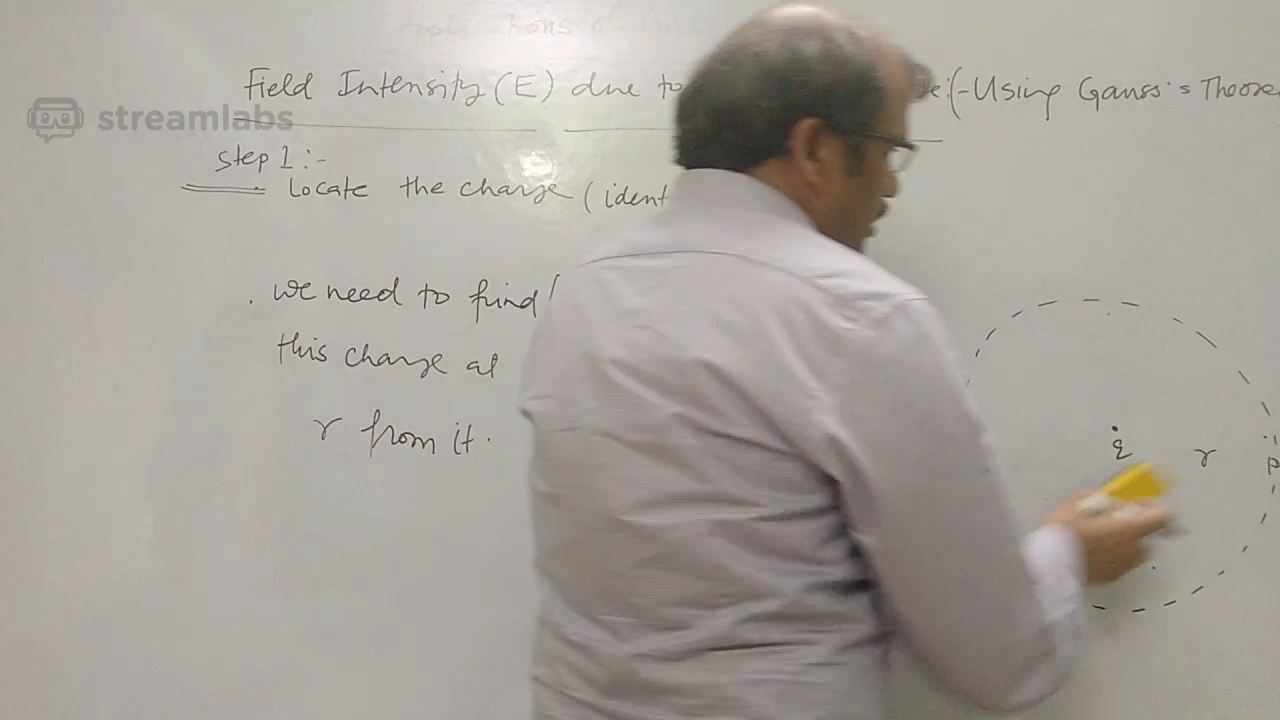 Applications of
Field Intensity (E) due to e :(- Using Gauss's Theore
streamlabs
Step 1 :-
Locate the charge (ident
. we need to find
this charge at
r from it.
q r
P